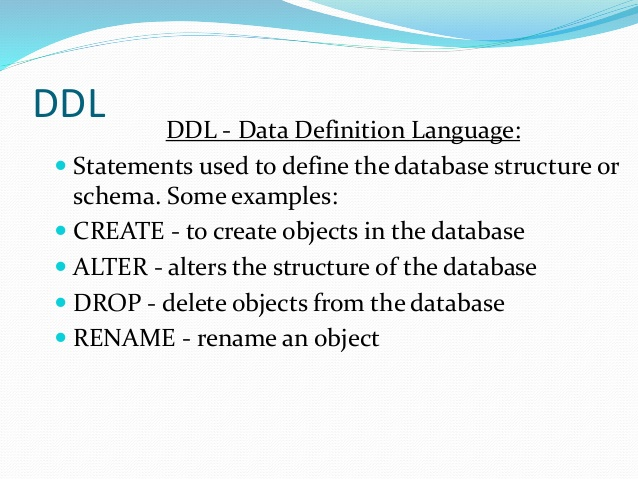 DDL
DDL - Data Definition Language:
Statements used to define the database structure or
schema. Some examples:
CREATE - to create objects in the database
ALTER - alters the structure of the database
DROP - delete objects from the database
RENAME - rename an object